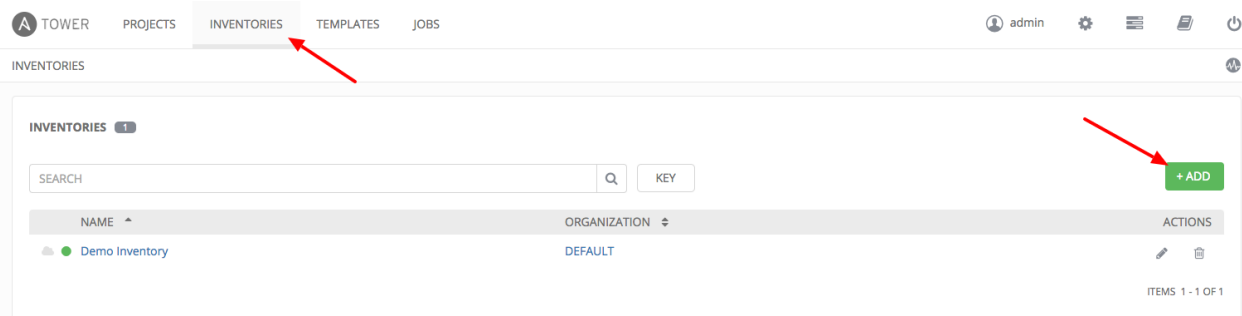 A TOWER PROJECTS INVENTORIES TEMPLATES JOBS admin
INVENTORIES
INVENTORIES 1
SEARCH KEY + ADD
NAME ORGANIZATION ACTIONS
Demo Inventory DEFAULT
ITEMS 1 - 1 OF 1